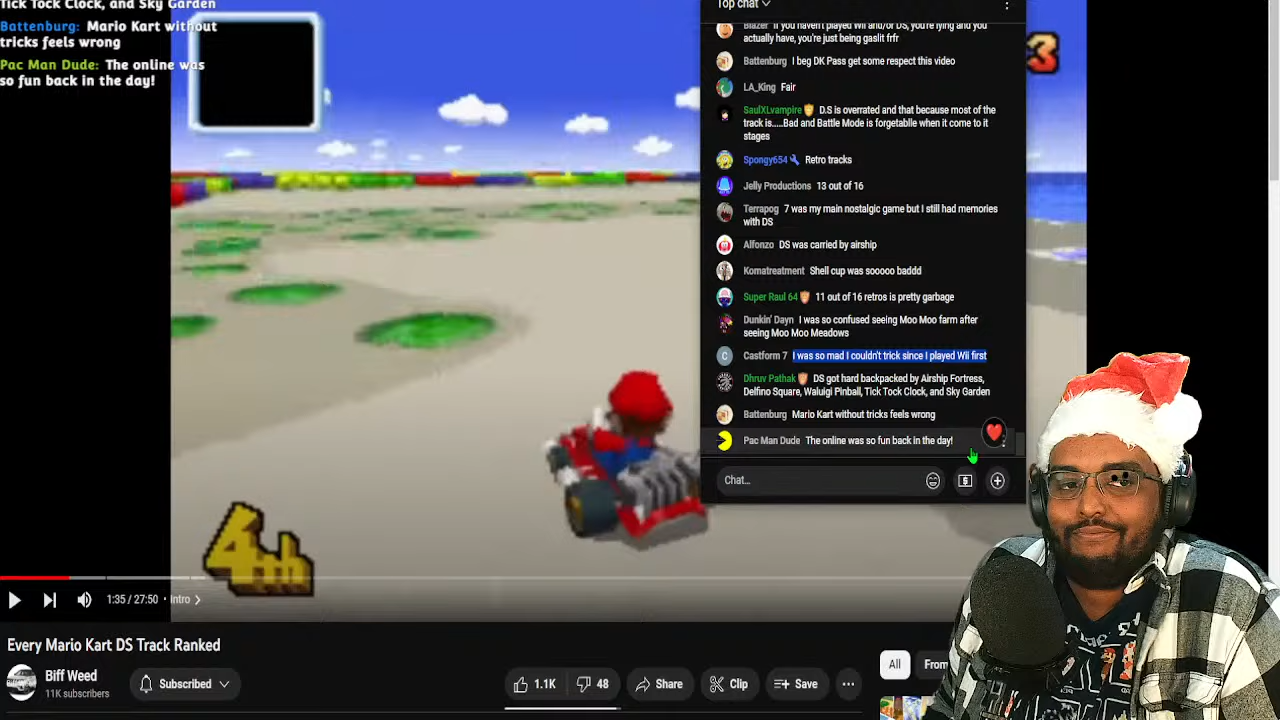 Tick Tock Clock, and Sky Garden
Battenburg: Mario Kart without
tricks feels wrong
Pac Man Dude: The online was
so fun back in the day!
3
4th
Top chat
Blazer If you haven't played Wii and/or DS, you're lying and you
actually have, you're just being gaslit frfr
Battenburg I beg DK Pass get some respect this video
LA_King Fair
SaulXLvampire D.S is overrated and that because most of the
track is.....Bad and Battle Mode is forgetable when it come to it
stages
Spongy654 Retro tracks
Jelly Productions 13 out of 16
Terrapog 7 was my main nostalgic game but I still had memories
with DS
Alfonzo DS was carried by airship
Komatreatment Shell cup was sooooo baddd
Super Raul 64 11 out of 16 retros is pretty garbage
Dunkin' Dayn I was so confused seeing Moo Moo farm after
seeing Moo Moo Meadows
C Castform 7 I was so mad I couldn't trick since I played Wii first
Dhruv Pathak DS got hard backpacked by Airship Fortress,
Delfino Square, Waluigi Pinball, Tick Tock Clock, and Sky Garden
Battenburg Mario Kart without tricks feels wrong
Pac Man Dude The online was so fun back in the day!
Chat...
1:35 / 27:50 • Intro
Every Mario Kart DS Track Ranked
Biff Weed
11K subscribers
Subscribed
1.1K
48
Share
Clip
Save
All
From